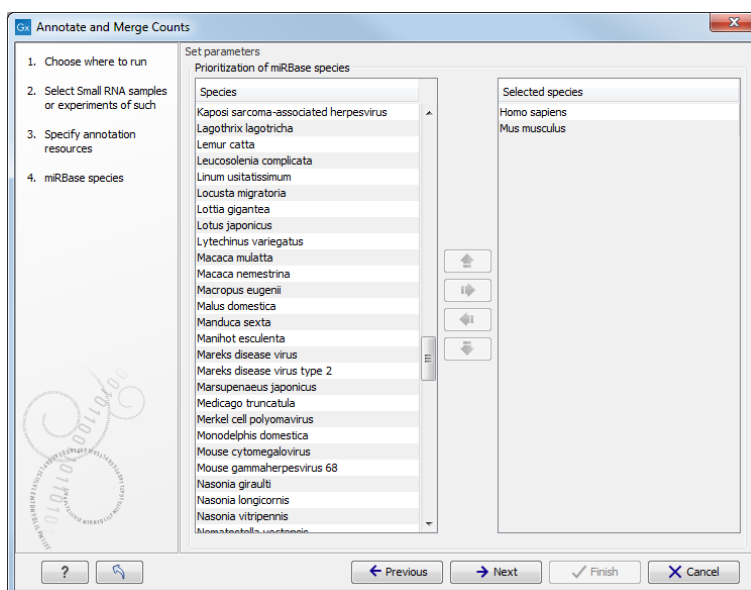 Gx Annotate and Merge Counts
1. Choose where to run
2. Select Small RNA samples
or experiments of such
3. Specify annotation
resources
4. miRBase species
Set parameters
Prioritization of miRBase species
Species
Kaposi sarcoma-associated herpesvirus
Lagothrix lagotricha
Lemur catta
Leucosolenia complicata
Linum usitatissimum
Locusta migratoria
Lottia gigantea
Lotus japonicus
Lytechinus variegatus
Macaca mulatta
Macaca nemestrina
Macropus eugenii
Malus domestica
Manduca sexta
Manihot esculenta
Mareks disease virus
Mareks disease virus type 2
Marsupenaeus japonicus
Medicago truncatula
Merkel cell polyomavirus
Monodelphis domestica
Mouse cytomegalovirus
Mouse gammaherpesvirus 68
Nasonia giraulti
Nasonia longicornis
Nasonia vitripennis
Nematostella vectensis
Selected species
Homo sapiens
Mus musculus
?
Previous
Next
Finish
Cancel